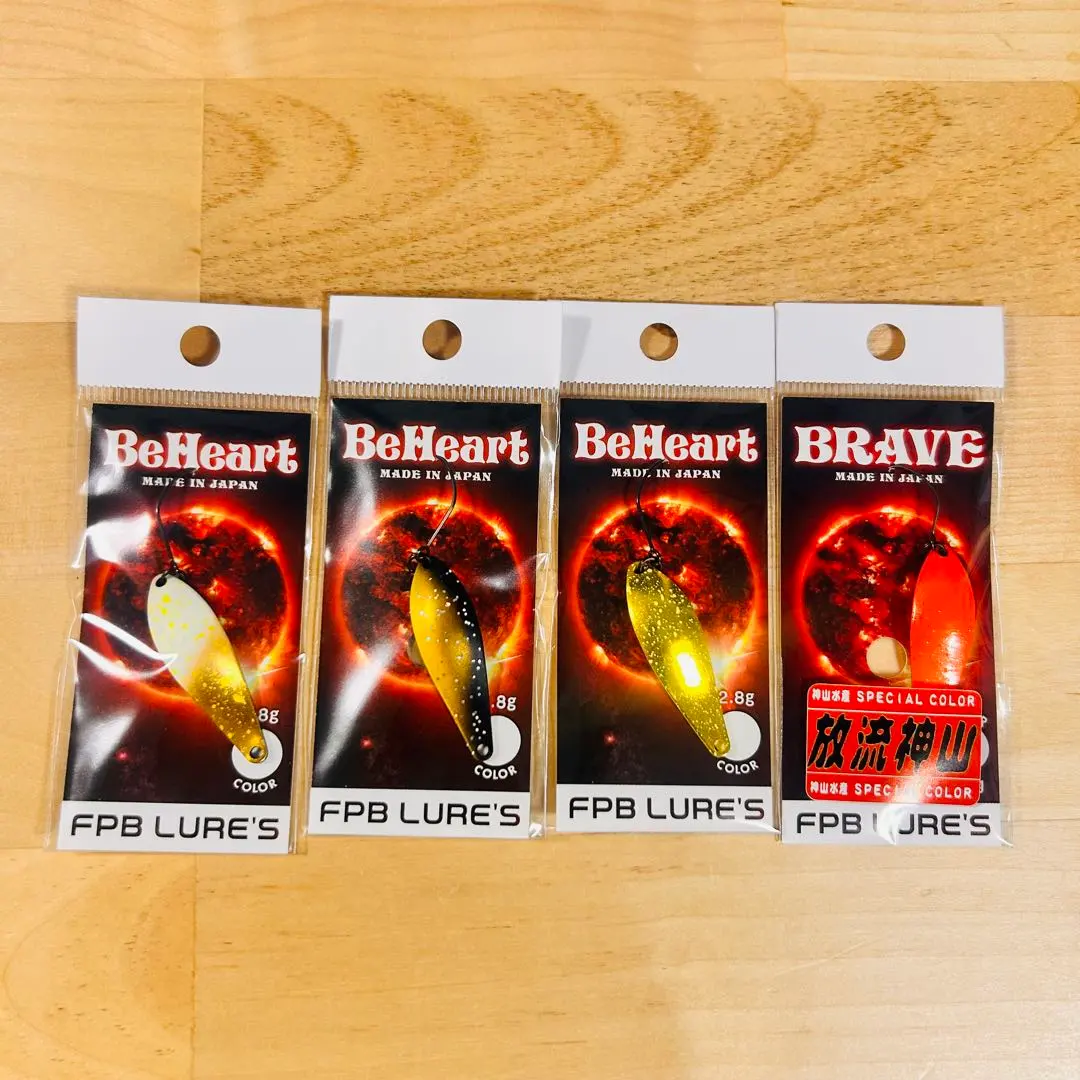 BeHeart
MADE IN JAPAN
8g
COLOR
FPB LURE'S
BeHeart
MADE IN JAPAN
.8g
COLOR
FPB LURE'S
BeHeart
MADE IN JAPAN
2.8g
COLOR
FPB LURE'S
BRAVE
MADE IN JAPAN
神山水産 SPECIAL COLOR
放流神山
神山水産 SPECIAL COLOR
FPB LURE'S